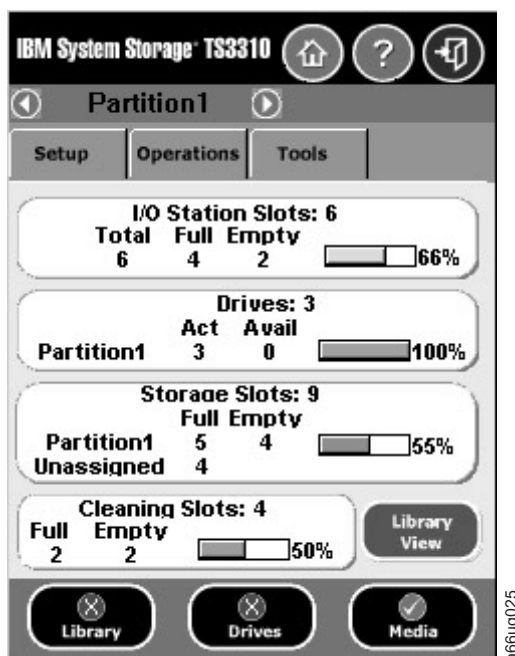 IBM System Storage TS3310
?
Partition1
Setup Operations Tools
I/O Station Slots: 6
Total Full Empty
6 4 2 66%
Drives: 3
Act Avail
Partition1 3 0 100%
Storage Slots: 9
Full Empty
Partition1 5 4 55%
Unassigned 4
Cleaning Slots: 4
Full Empty
2 2 50%
Library
View
Library Drives Media
a66ug025